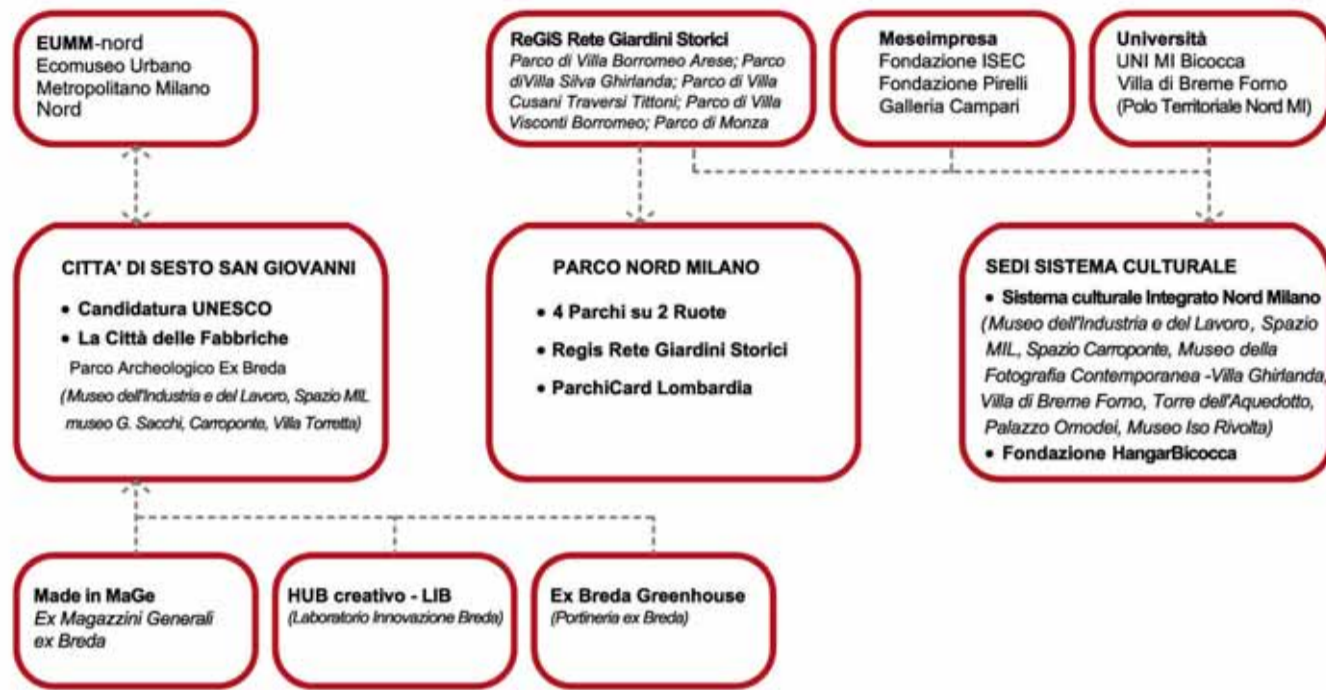 EUMM-nord
Ecomuseo Urbano
Metropolitano Milano
Nord
ReGiS Rete Giardini Storici
Parco di Villa Borromeo Arese; Parco
diVilla Silva Ghirlanda; Parco di Villa
Cusani Traversi Tittoni; Parco di Villa
Visconti Borromeo; Parco di Monza
Meseimpresa
Fondazione ISEC
Fondazione Pirelli
Galleria Campari
Università
UNI MI Bicocca
Villa di Breme Forno
(Polo Territoriale Nord MI)
CITTA' DI SESTO SAN GIOVANNI
• Candidatura UNESCO
• La Città delle Fabbriche
Parco Archeologico Ex Breda
(Museo dell'Industria e del Lavoro, Spazio MIL
museo G. Sacchi, Carroponte, Villa Torretta)
PARCO NORD MILANO
• 4 Parchi su 2 Ruote
• Regis Rete Giardini Storici
• ParchiCard Lombardia
SEDI SISTEMA CULTURALE
• Sistema culturale Integrato Nord Milano
(Museo dell'Industria e del Lavoro, Spazio
MIL, Spazio Carroponte, Museo della
Fotografia Contemporanea -Villa Ghirlanda,
Villa di Breme Forno, Torre dell'Aquedotto,
Palazzo Omodei, Museo Iso Rivolta)
• Fondazione HangarBicocca
Made in MaGe
Ex Magazzini Generali
ex Breda
HUB creativo - LIB
(Laboratorio Innovazione Breda)
Ex Breda Greenhouse
(Portineria ex Breda)